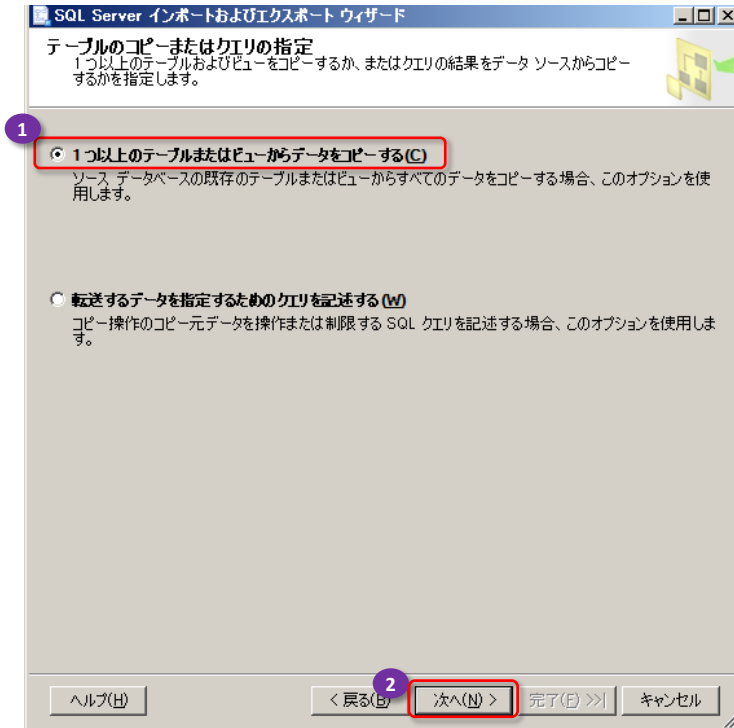 SQL Server インポートおよびエクスポート ウィザード
テーブルのコピーまたはクエリの指定
1つ以上のテーブルおよびビューをコピーするか、またはクエリの結果をデータ ソースからコピー
するかを指定します。
1
1つ以上のテーブルまたはビューからデータをコピーする(C)
ソース データベースの既存のテーブルまたはビューからすべてのデータをコピーする場合、このオプションを使
用します。
転送するデータを指定するためのクエリを記述する(W)
コピー操作のコピー元データを操作または制限する SQL クエリを記述する場合、このオプションを使用しま
す。
2
ヘルプ(H)
< 戻る(B)
次へ(N) >
完了(F) >>|
キャンセル